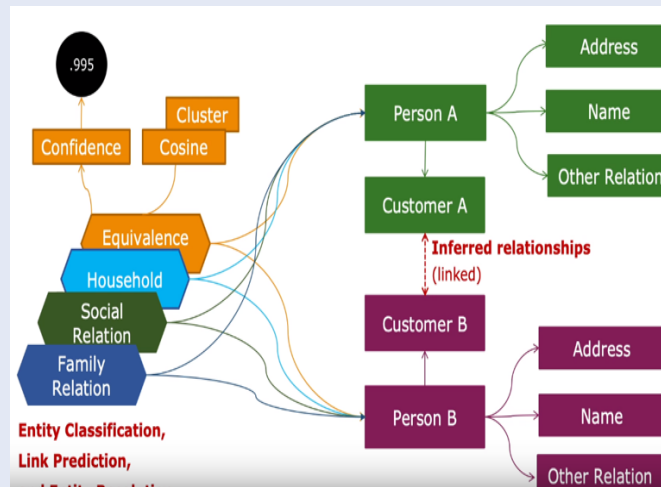 .995
Cluster
Confidence
Cosine
Equivalence
Household
Social
Relation
Family
Relation
Entity Classification,
Link Prediction,
Person A
Customer A
Inferred relationships
(linked)
Customer B
Person B
Address
Name
Other Relation
Address
Name
Other Relation